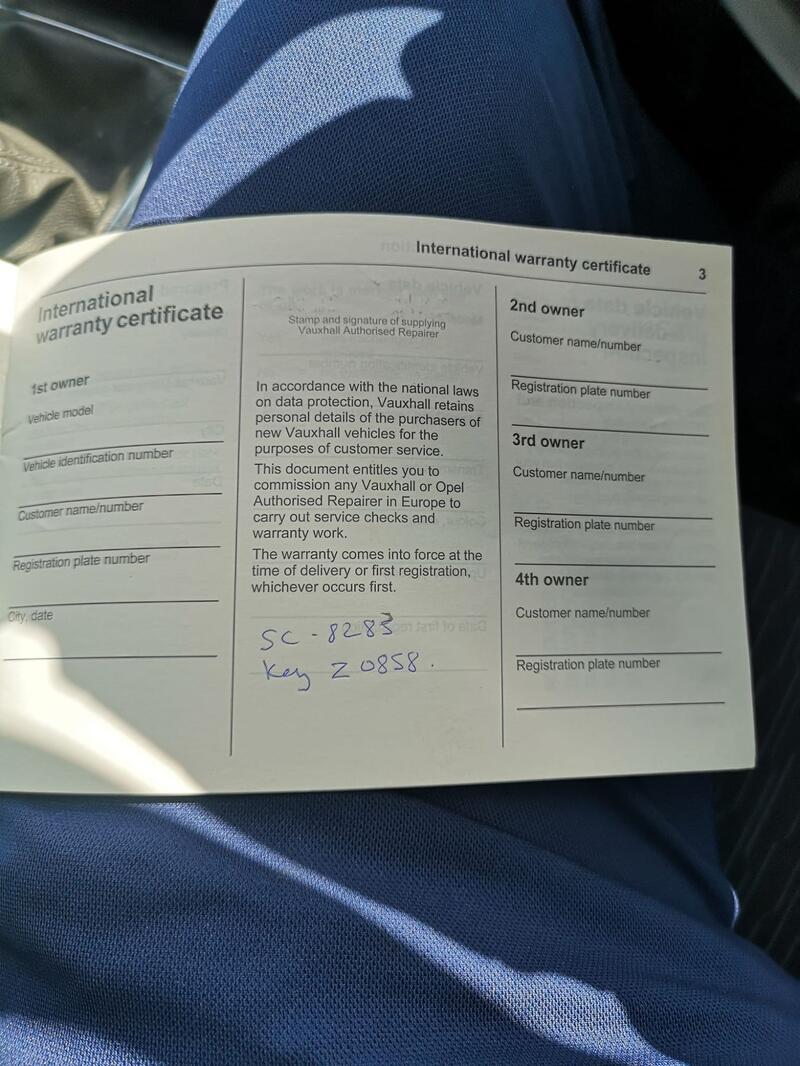 International warranty certificate 3
International
warranty certificate
1st owner
Vehicle model
Vehicle identification number
Customer name/number
Registration plate number
City, date
Stamp and signature of supplying
Vauxhall Authorised Repairer
In accordance with the national laws
on data protection, Vauxhall retains
personal details of the purchasers of
new Vauxhall vehicles for the
purposes of customer service.
This document entitles you to
commission any Vauxhall or Opel
Authorised Repairer in Europe to
carry out service checks and
warranty work.
The warranty comes into force at the
time of delivery or first registration,
whichever occurs first.
SC - 8283
Key Z 0858.
2nd owner
Customer name/number
Registration plate number
3rd owner
Customer name/number
Registration plate number
4th owner
Customer name/number
Registration plate number